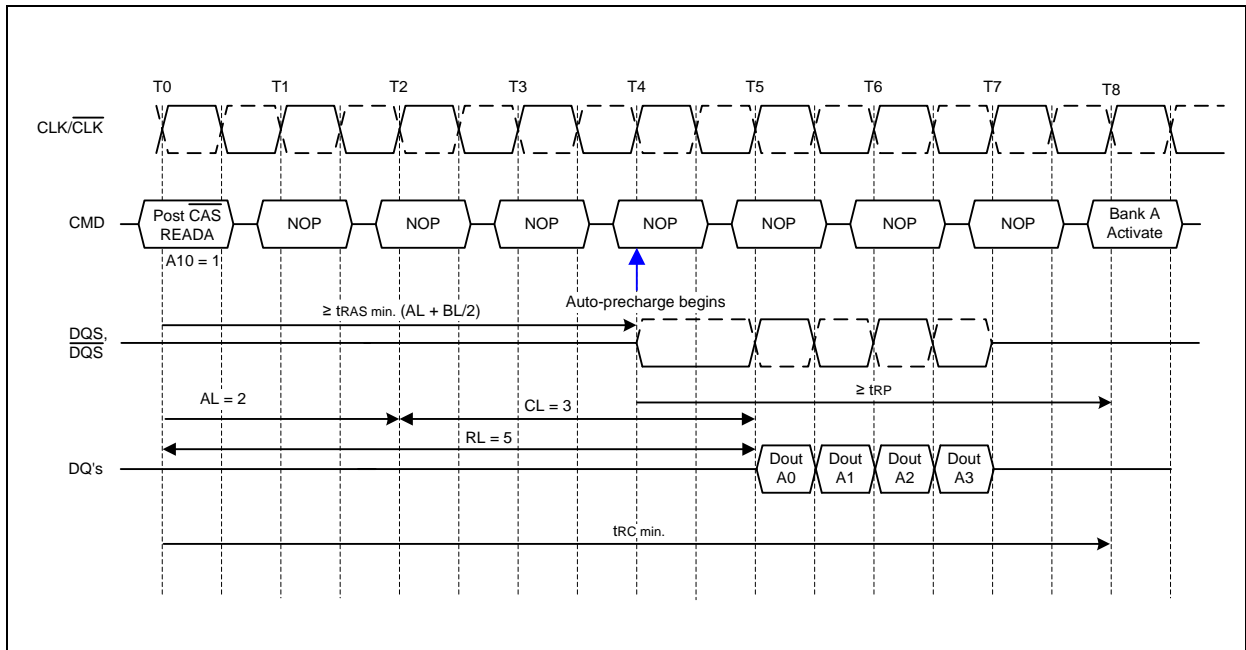 T0 T1 T2 T3 T4 T5 T6 T7 T8
CLK/CLK
CMD
Post CAS
READA
NOP NOP NOP NOP NOP NOP NOP
Bank A
Activate
A10 = 1
Auto-precharge begins
≥ tRAS min. (AL + BL/2)
DQS,
DQS
≥ tRP
AL = 2
CL = 3
RL = 5
DQ's
Dout
A0
Dout
A1
Dout
A2
Dout
A3
tRC min.